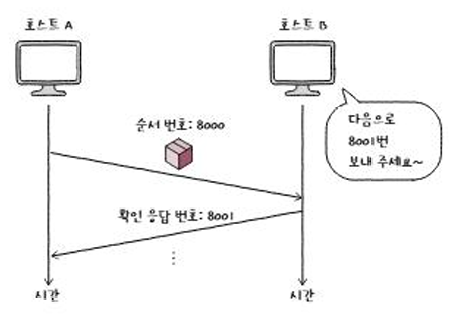 호스트 A
호스트 B
순서 번호: 8000
다음으로
8001번
보내 주세요~
확인 응답 번호: 8001
시간
시간